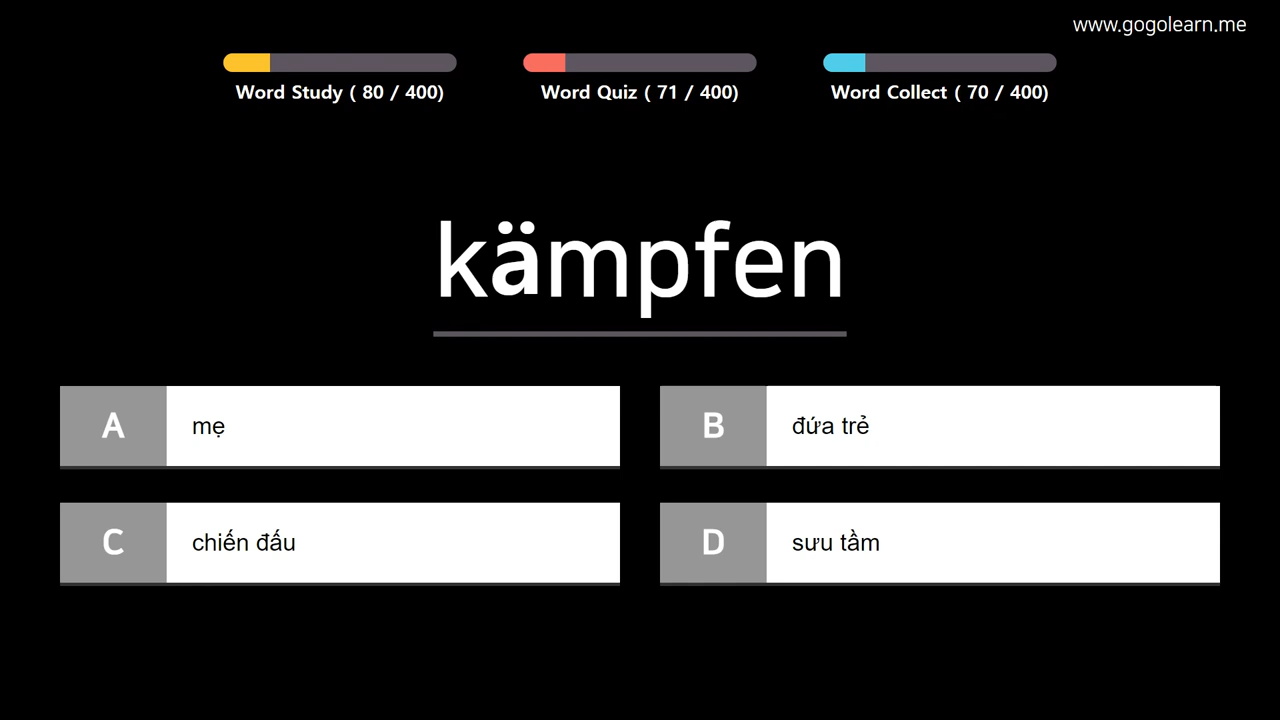 www.gogolearn.me
Word Study ( 80 / 400)
Word Quiz ( 71 / 400)
Word Collect ( 70 / 400)
kämpfen
A mẹ
B đứa trẻ
C chiến đấu
D sưu tầm